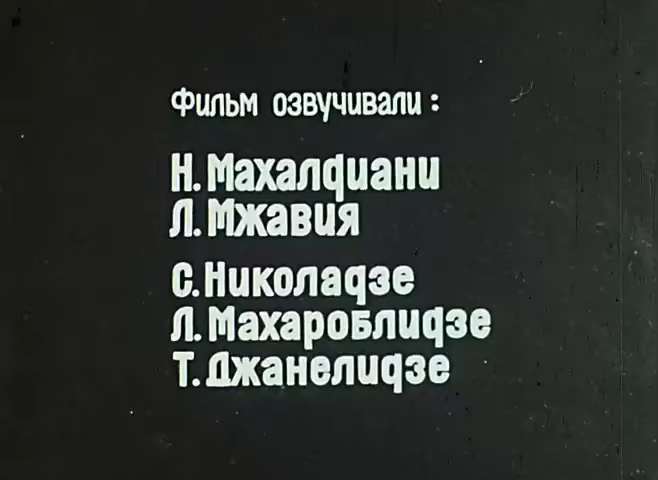 Фильм озвучивали:
Н. Махалдиани
Л. Мжавия
С. Николадзе
Л. Махароблидзе
Т. Джанелидзе